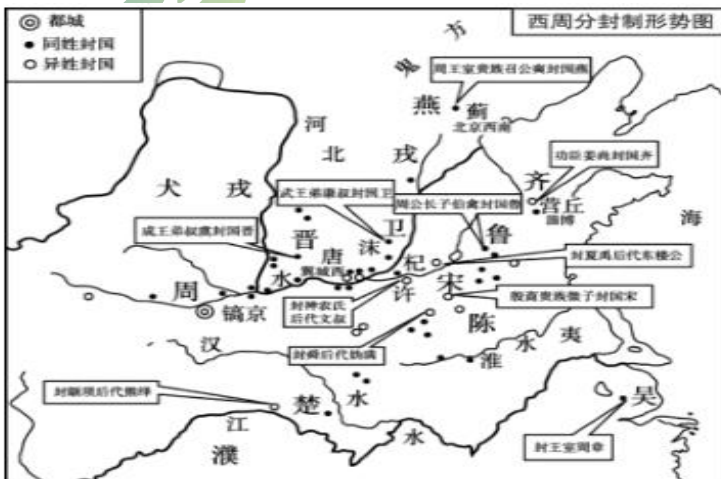 西周分封制形势图
◎ 都城
● 同姓封国
○ 异姓封国
鬼方
周王室贵族召公奭封国燕
燕
蓟
北京西南
河
北
戎
功臣姜尚封国齐
犬戎
武王弟康叔封国卫
周公长子伯禽封国鲁
齐
营丘
淄博
海
成王弟叔虞封国晋
晋
唐
翼城西
卫
沬
鲁
杞
封夏禹后代东楼公
周
水
镐京
封神农氏
后代文叔
许
宋
殷商贵族微子封国宋
陈
汉
封舜后代妫满
淮
水
夷
封颛顼后代熊绎
楚
水
吴
江
水
濮
封王室周章